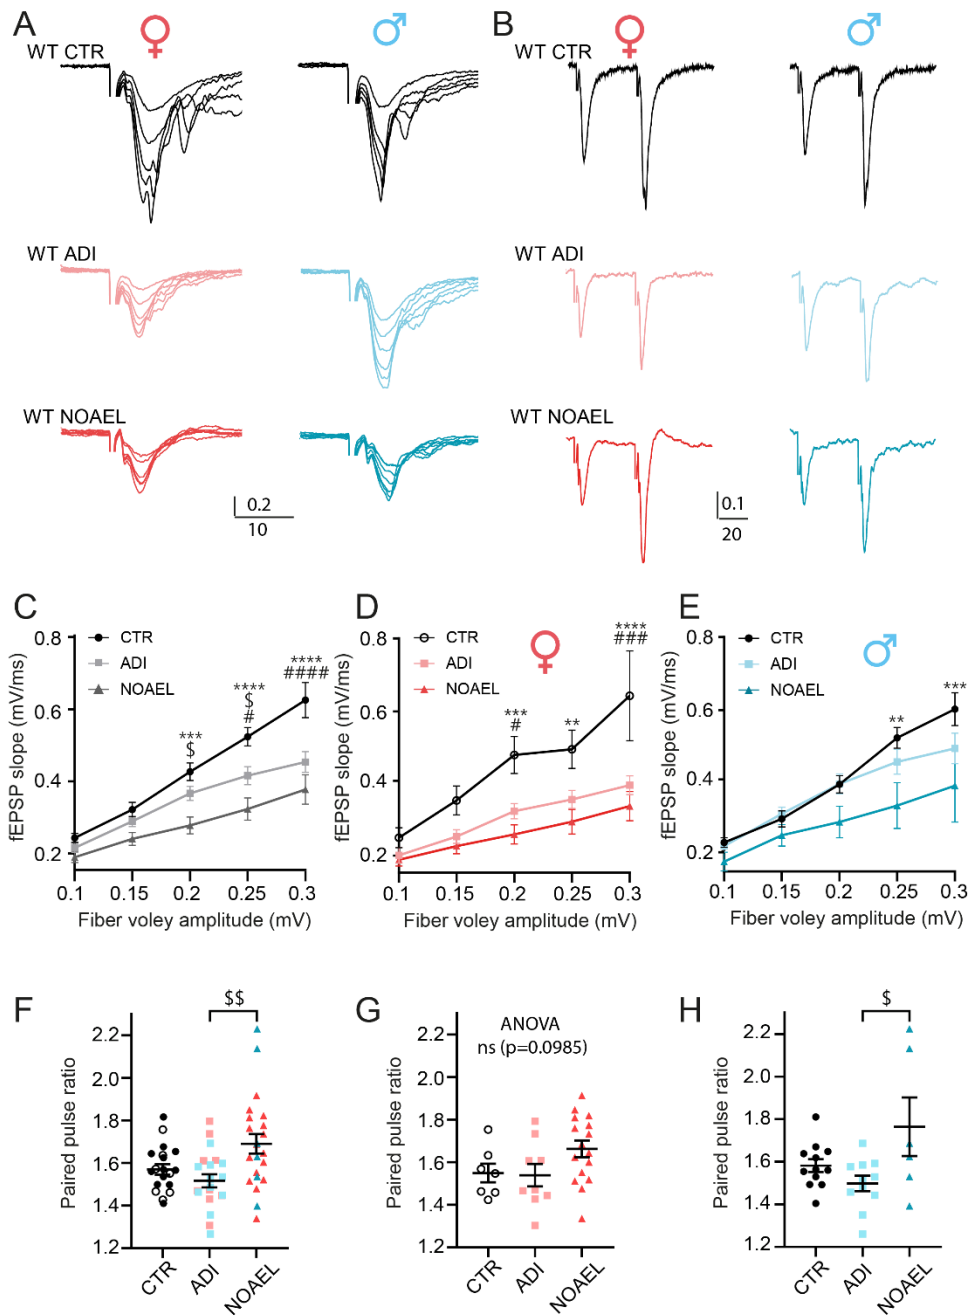 A B
WT CTR ♀ ♂ WT CTR ♀ ♂
WT ADI WT ADI
WT NOAEL WT NOAEL
0.2
10
0.1
20
C D E
0.8
0.6
0.4
0.2
fEPSP slope (mV/ms)
CTR
ADI
NOAEL
***
$
****
$
#
****
####
0.1 0.15 0.2 0.25 0.3
Fiber voley amplitude (mV)
0.8
0.6
0.4
0.2
fEPSP slope (mV/ms)
CTR
ADI
NOAEL
♀
***
#
**
****
###
0.1 0.15 0.2 0.25 0.3
Fiber voley amplitude (mV)
0.8
0.6
0.4
0.2
fEPSP slope (mV/ms)
CTR
ADI
NOAEL
♂
**
***
0.1 0.15 0.2 0.25 0.3
Fiber voley amplitude (mV)
F G H
2.2
2.0
1.8
1.6
1.4
1.2
Paired pulse ratio
$$
CTR ADI NOAEL
2.2
2.0
1.8
1.6
1.4
1.2
Paired pulse ratio
ANOVA
ns (p=0.0985)
CTR ADI NOAEL
2.2
2.0
1.8
1.6
1.4
1.2
Paired pulse ratio
$
CTR ADI NOAEL